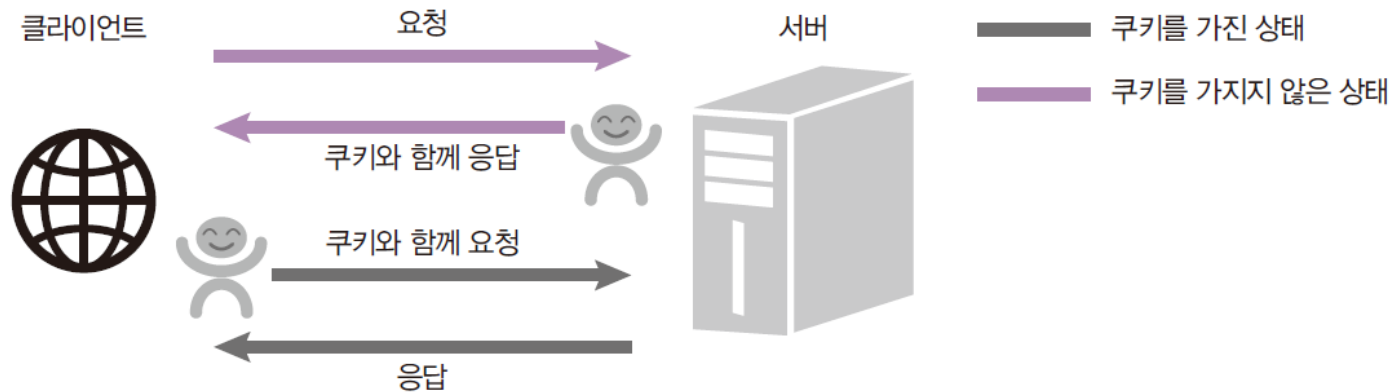 클라이언트
요청
서버
쿠키를 가진 상태
쿠키를 가지지 않은 상태
쿠키와 함께 응답
쿠키와 함께 요청
응답